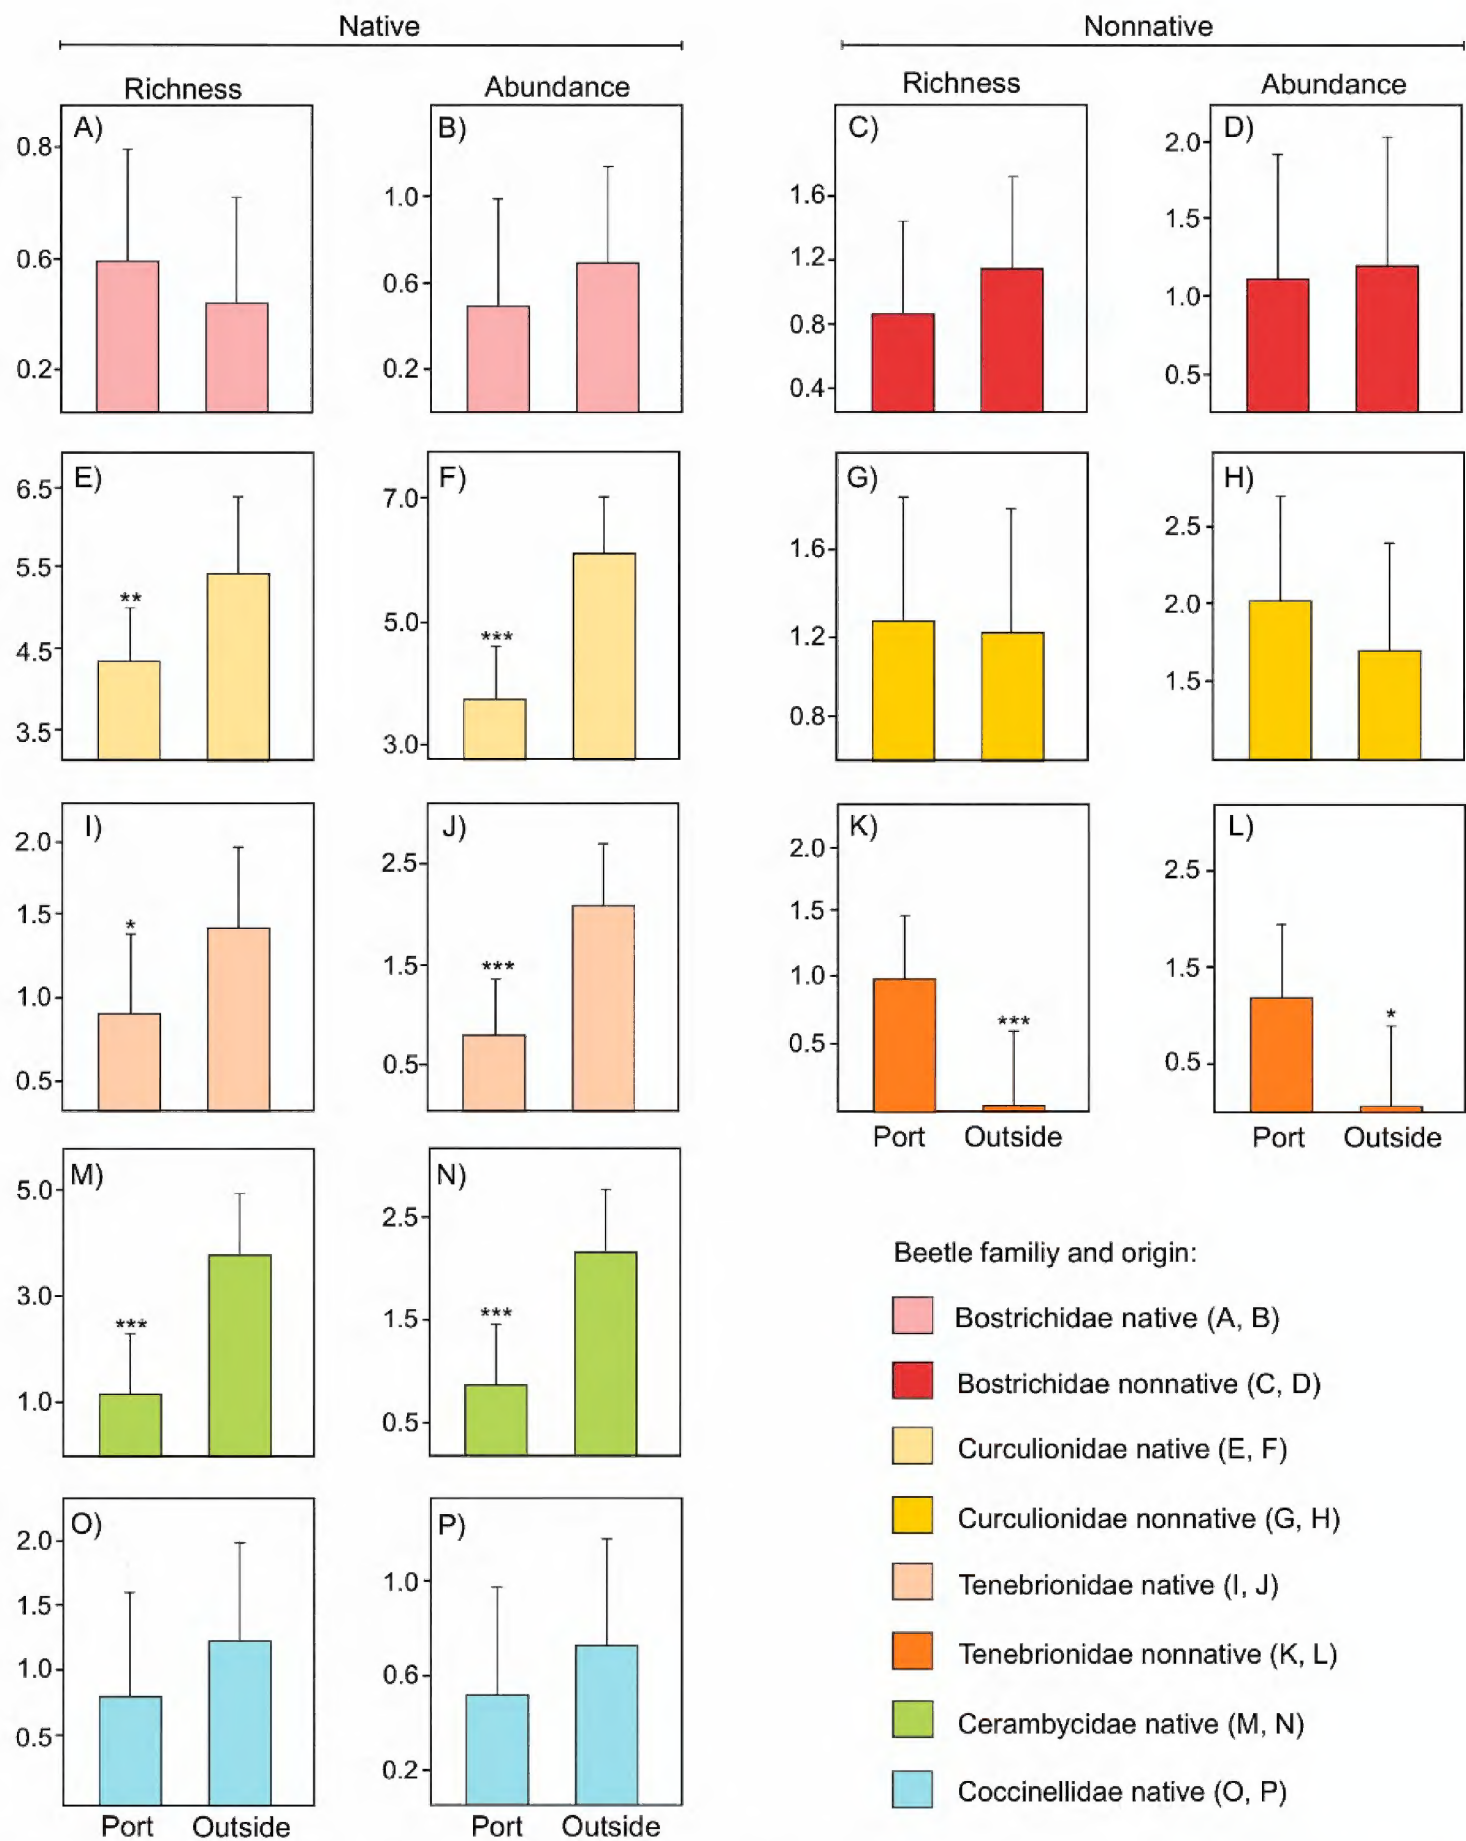 Native
Nonnative
Richness
Abundance
Richness
Abundance
A)
0.8
0.6
0.2
B)
1.0
0.6
0.2
C)
1.6
1.2
0.8
0.4
D)
2.0
1.5
1.0
0.5
E)
6.5
5.5
4.5
3.5
**
F)
7.0
5.0
3.0
***
G)
1.6
1.2
0.8
H)
2.5
2.0
1.5
I)
2.0
1.5
1.0
0.5
*
J)
2.5
1.5
0.5
***
K)
2.0
1.5
1.0
0.5
***
Port Outside
L)
2.5
1.5
0.5
*
Port Outside
M)
5.0
3.0
1.0
***
N)
2.5
1.5
0.5
***
O)
2.0
1.5
1.0
0.5
Port Outside
P)
1.0
0.6
0.2
Port Outside
Beetle familiy and origin:
Bostrichidae native (A, B)
Bostrichidae nonnative (C, D)
Curculionidae native (E, F)
Curculionidae nonnative (G, H)
Tenebrionidae native (I, J)
Tenebrionidae nonnative (K, L)
Cerambycidae native (M, N)
Coccinellidae native (O, P)